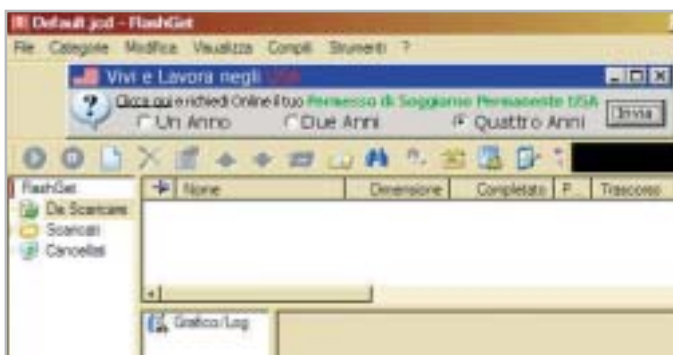 Default.jcd - FlashGet
File Categorie Modifica Visualizza Compiti Strumenti ?
Vivi e Lavora negli USA
Clicca qui e richiedi Online il tuo Permesso di Soggiorno Permanente USA
Un Anno Due Anni Quattro Anni Invia
FlashGet Nome Dimensione Completato P... Trascorso
Da Scaricare
Scaricati
Cancellati
Grafico/Log